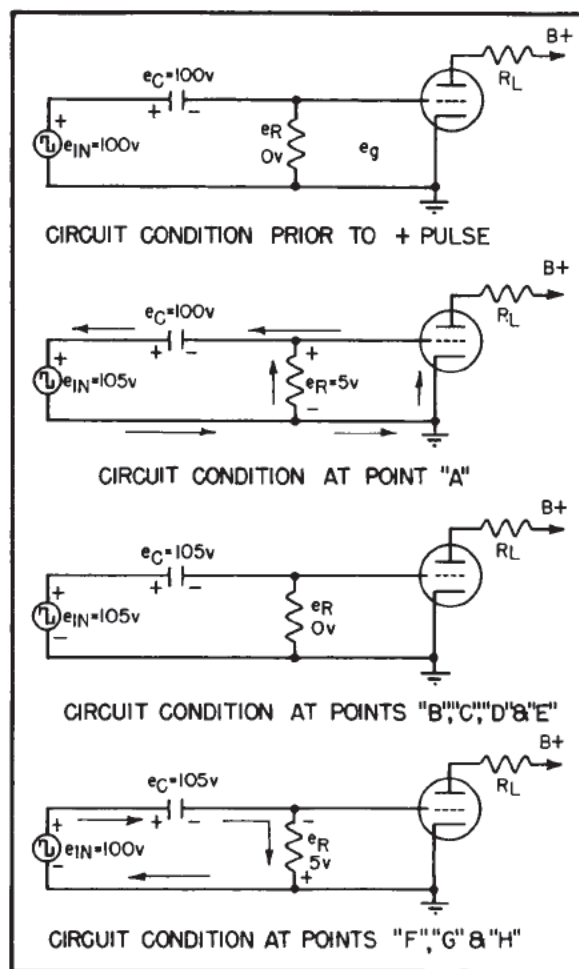 B+
RL
eC=100v
+ -
+
eIN=100v
eR
0v
eg
CIRCUIT CONDITION PRIOR TO + PULSE
B+
RL
eC=100v
+ -
+
eIN=105v
+
eR=5v
-
CIRCUIT CONDITION AT POINT "A"
B+
RL
eC=105v
+ -
+
eIN=105v
-
eR
0v
CIRCUIT CONDITION AT POINTS "B","C","D"&"E"
B+
RL
eC=105v
+ -
+
eIN=100v
-
-
eR
5v
+
CIRCUIT CONDITION AT POINTS "F","G" & "H"